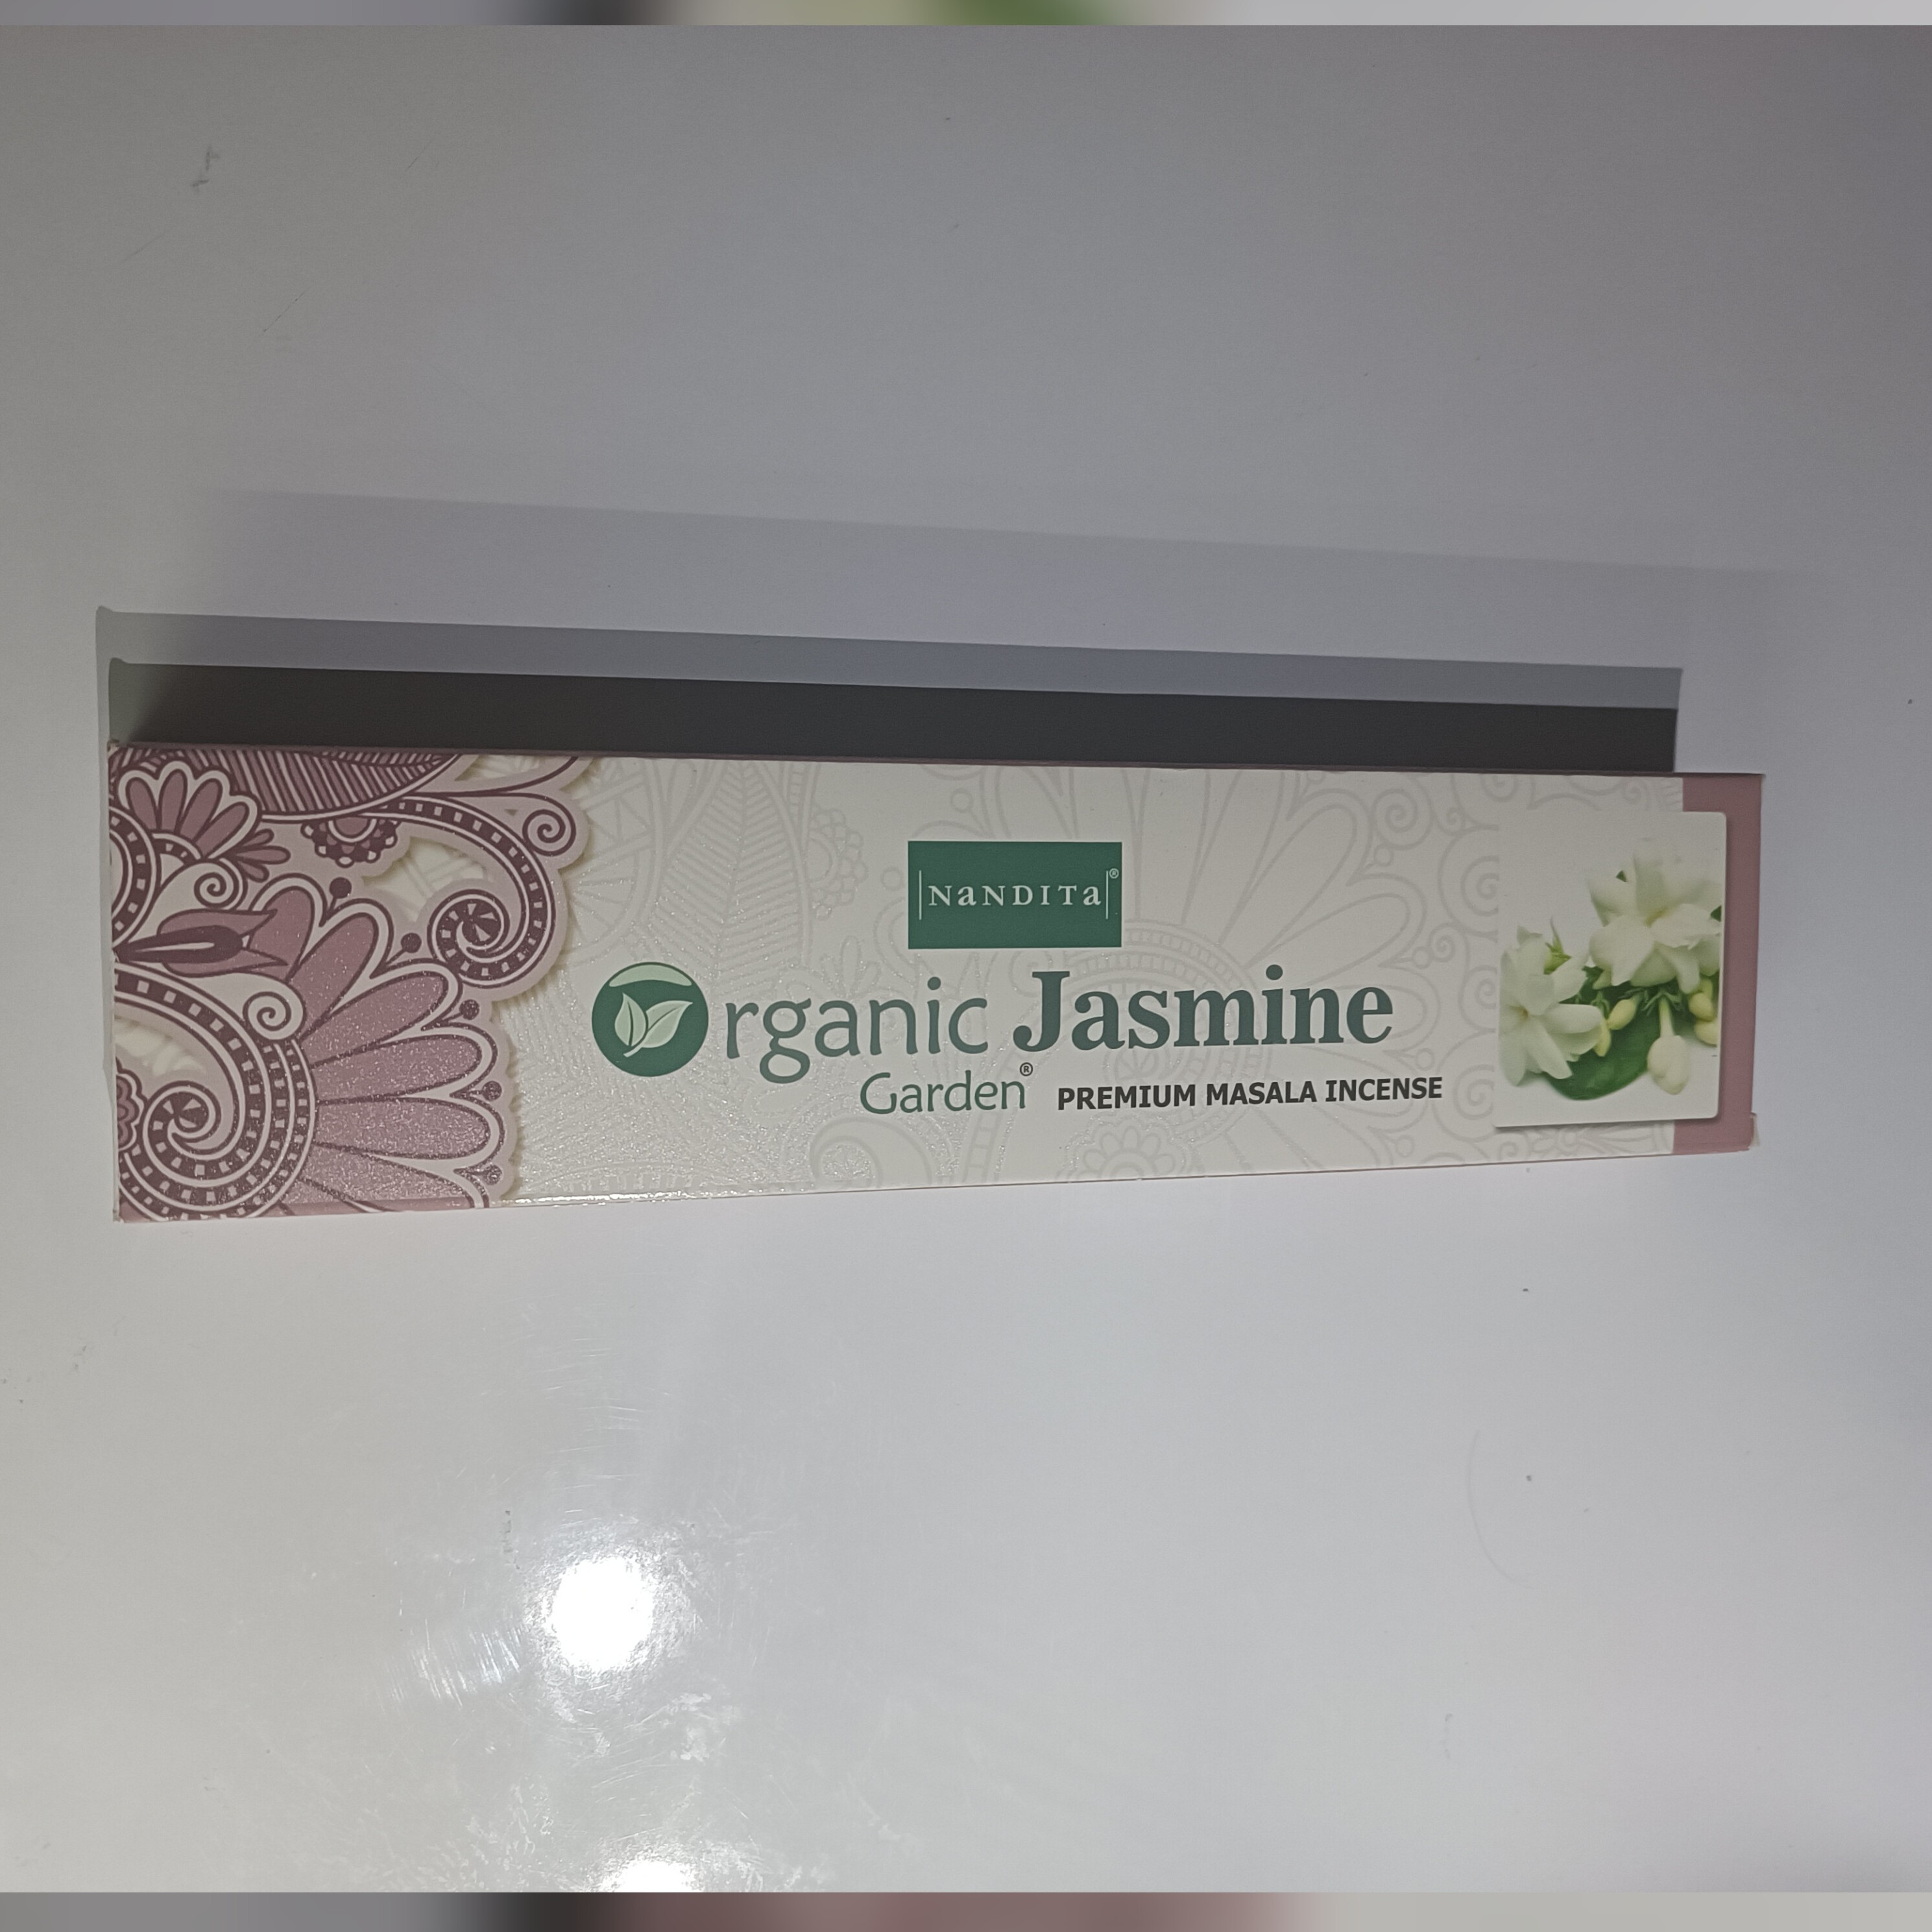 NaNDITa®
Organic Jasmine
Garden® PREMIUM MASALA INCENSE